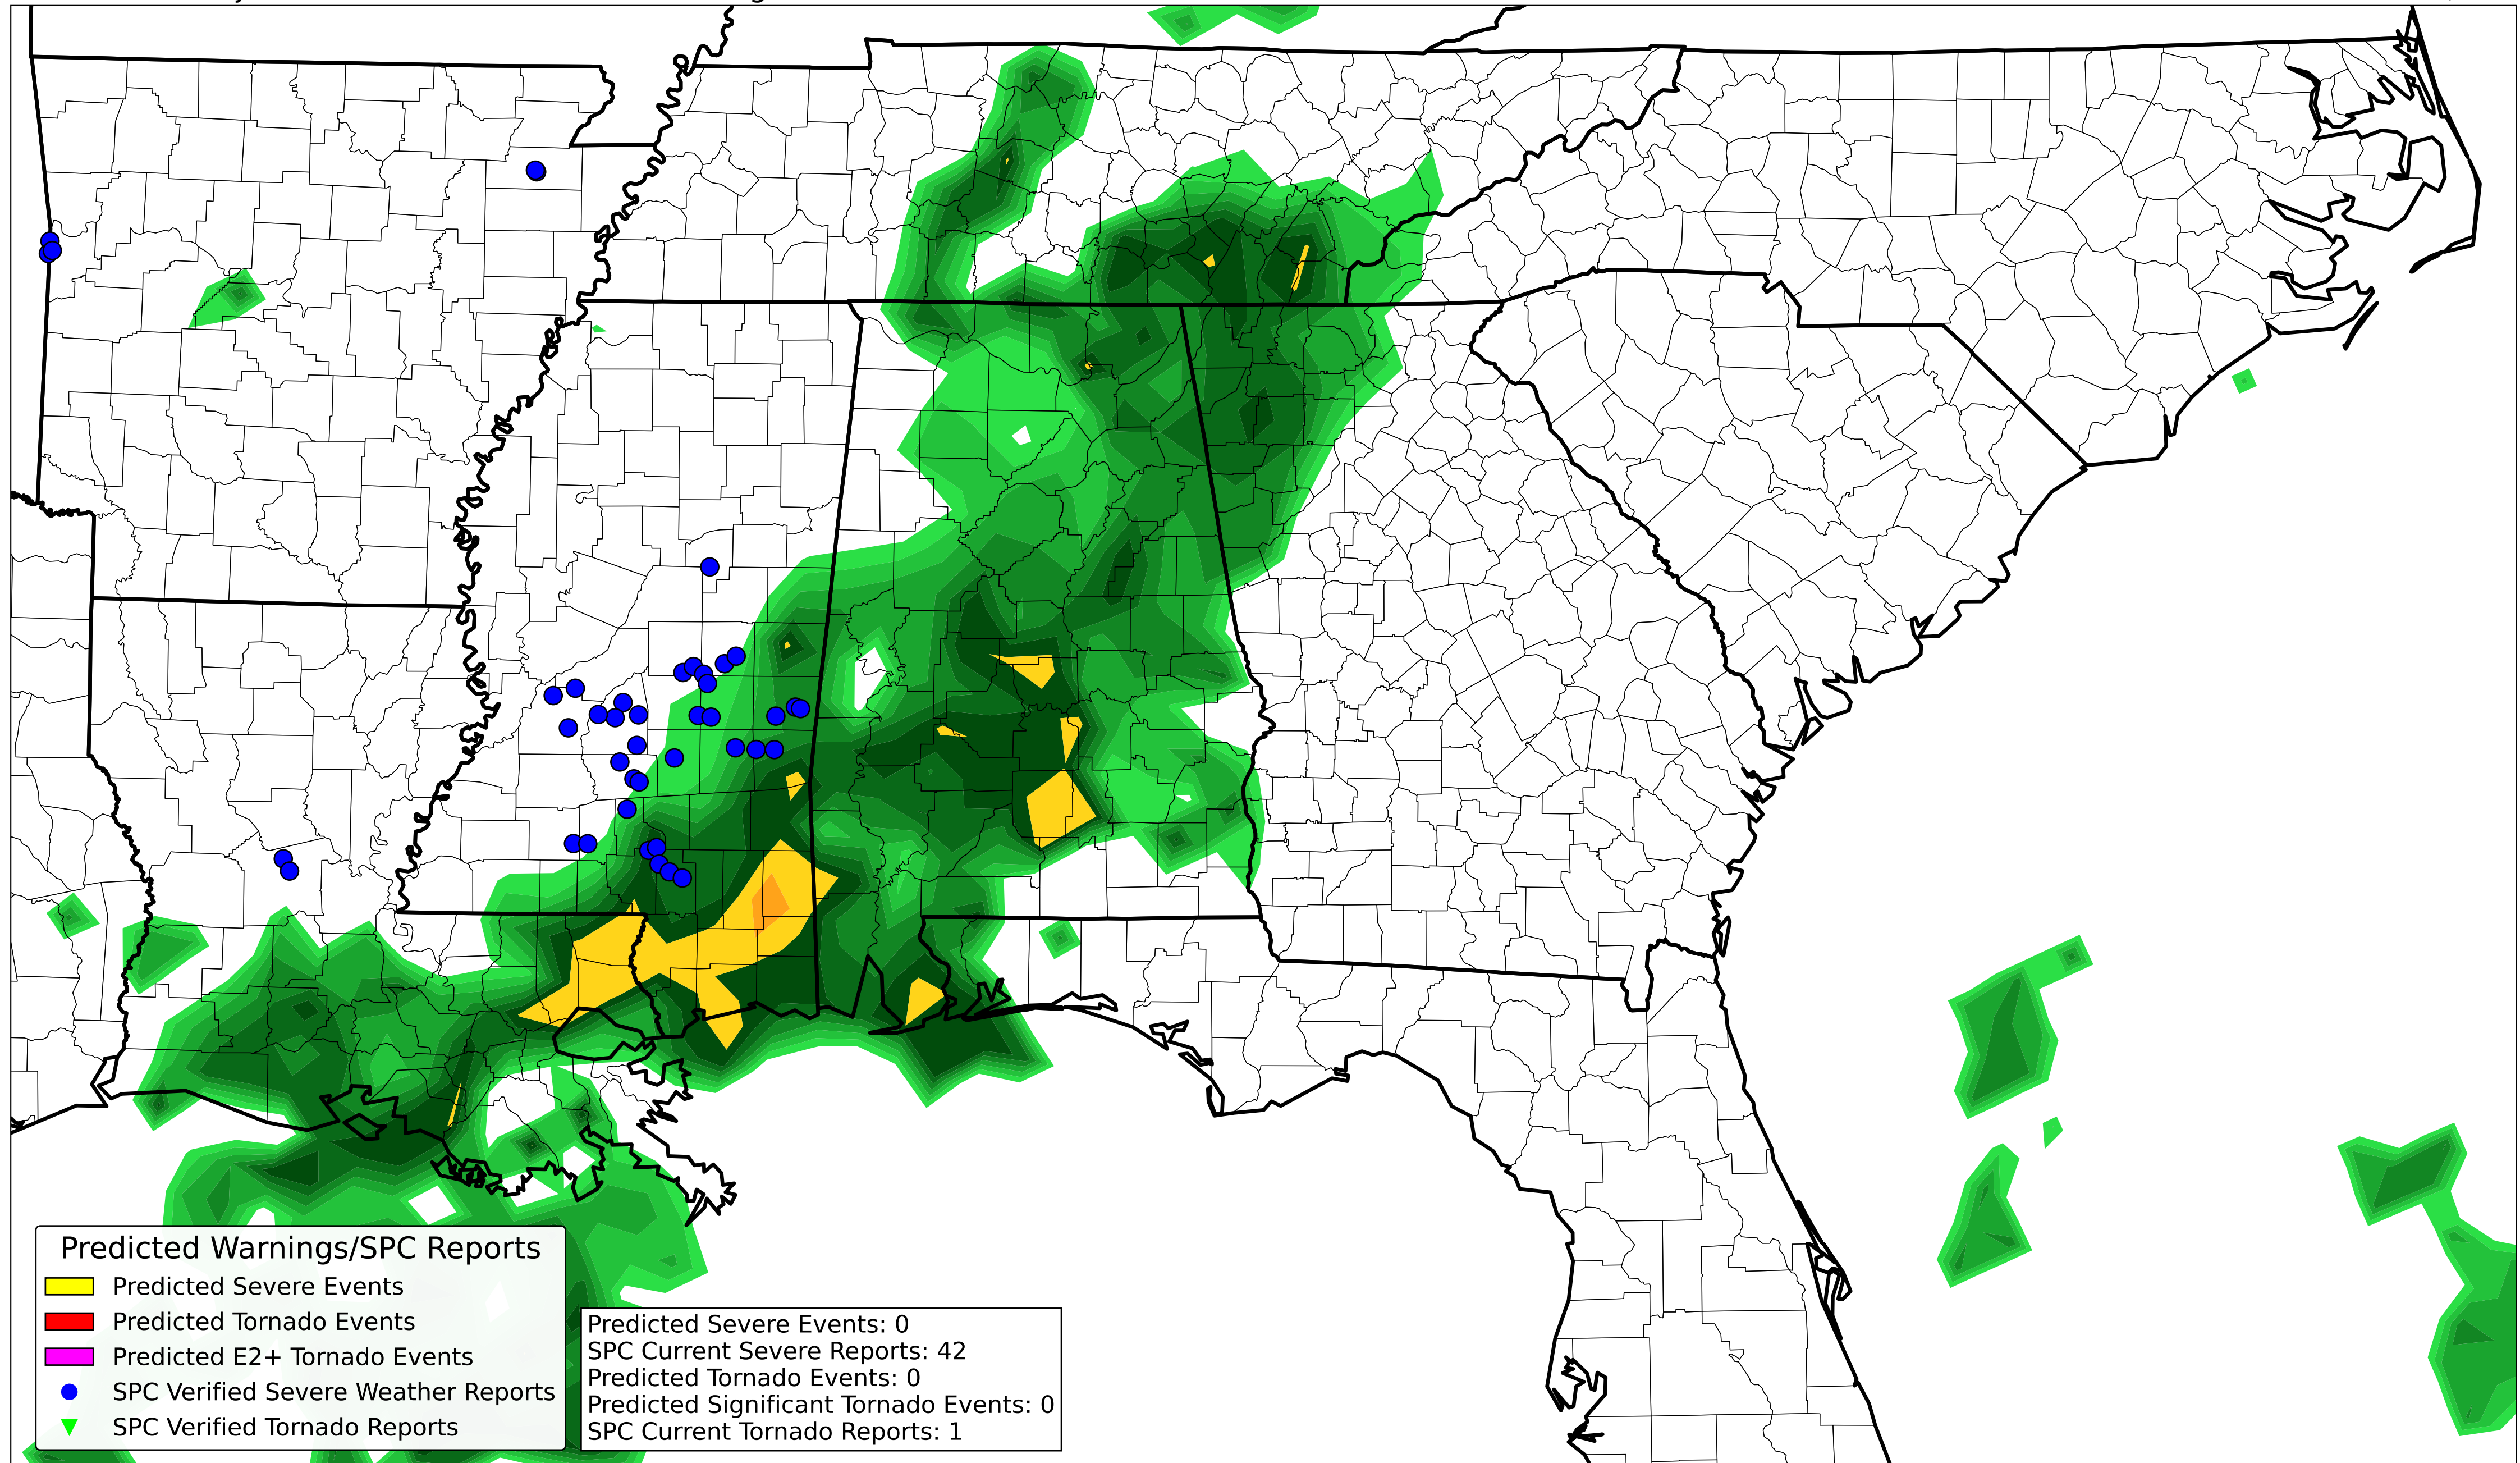 Predicted Warnings/SPC Reports
Predicted Severe Events
Predicted Tornado Events
Predicted E2+ Tornado Events
SPC Verified Severe Weather Reports
SPC Verified Tornado Reports
Predicted Severe Events: 0
SPC Current Severe Reports: 42
Predicted Tornado Events: 0
Predicted Significant Tornado Events: 0
SPC Current Tornado Reports: 1